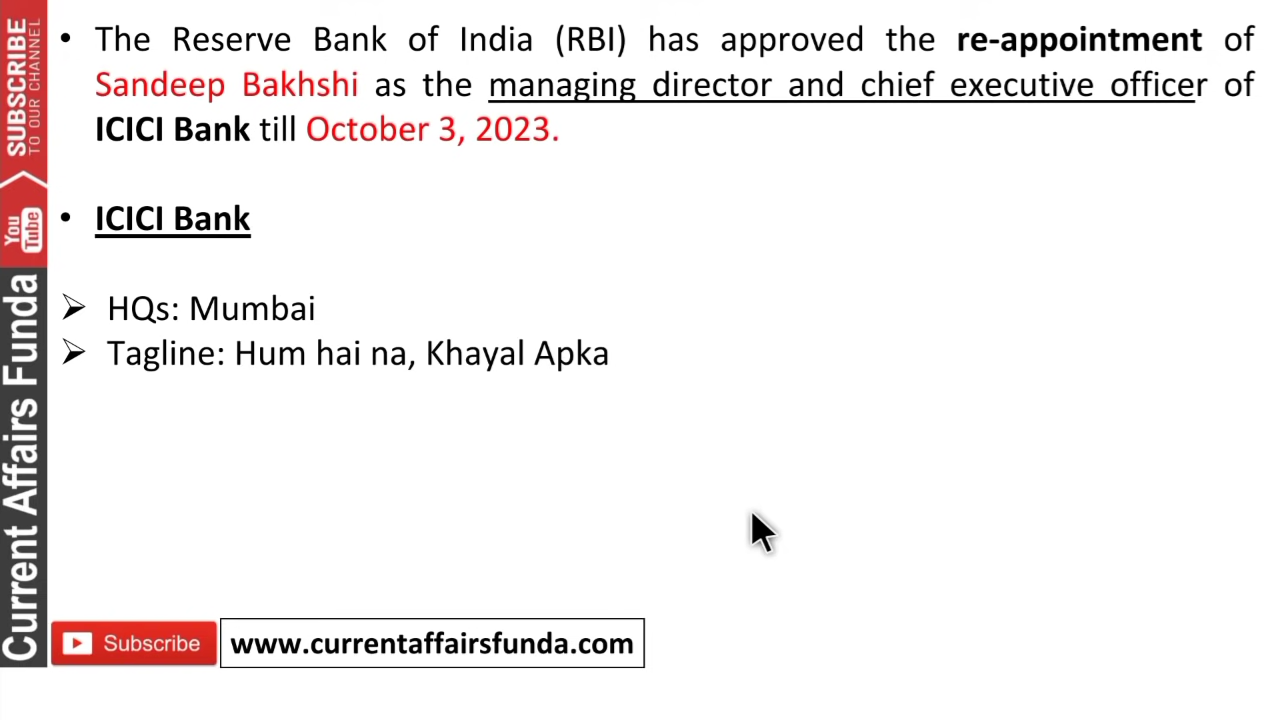 • The Reserve Bank of India (RBI) has approved the re-appointment of
Sandeep Bakhshi as the managing director and chief executive officer of
ICICI Bank till October 3, 2023.
• ICICI Bank
➢ HQs: Mumbai
➢ Tagline: Hum hai na, Khayal Apka
SUBSCRIBE
TO OUR CHANNEL
You
Tube
Current Affairs Funda
Subscribe
www.currentaffairsfunda.com